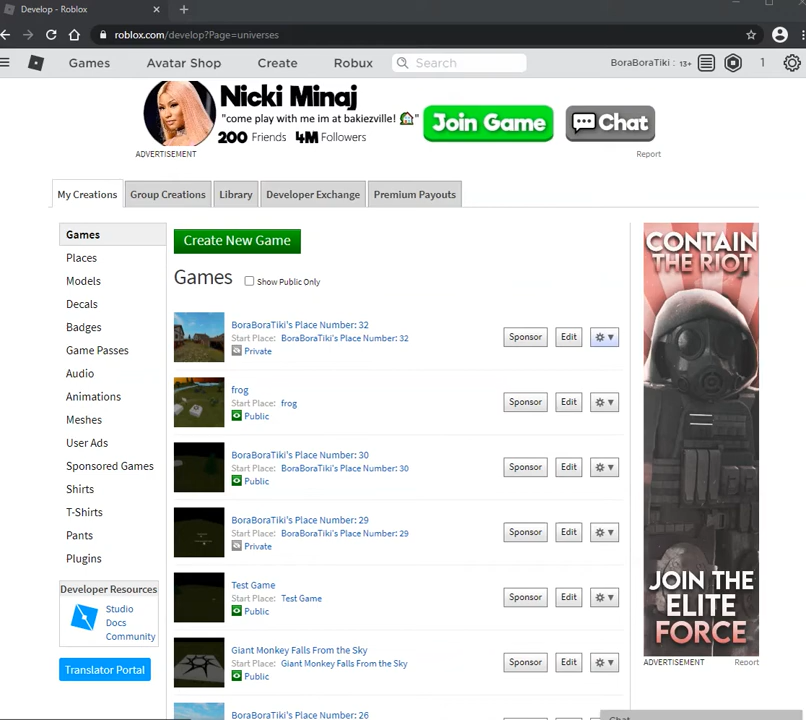 Develop - Roblox
roblox.com/develop?Page=universes
Games Avatar Shop Create Robux Search BoraBoraTiki : 13+ 1
Nicki Minaj
"come play with me im at bakiezville! 🏠"
200 Friends 4M Followers
Join Game
Chat
ADVERTISEMENT
Report
My Creations Group Creations Library Developer Exchange Premium Payouts
Games
Places
Models
Decals
Badges
Game Passes
Audio
Animations
Meshes
User Ads
Sponsored Games
Shirts
T-Shirts
Pants
Plugins
Developer Resources
Studio
Docs
Community
Translator Portal
Create New Game
Games Show Public Only
BoraBoraTiki's Place Number: 32
Start Place: BoraBoraTiki's Place Number: 32
Private
Sponsor Edit
frog
Start Place: frog
Public
Sponsor Edit
BoraBoraTiki's Place Number: 30
Start Place: BoraBoraTiki's Place Number: 30
Public
Sponsor Edit
BoraBoraTiki's Place Number: 29
Start Place: BoraBoraTiki's Place Number: 29
Private
Sponsor Edit
Test Game
Start Place: Test Game
Public
Sponsor Edit
Giant Monkey Falls From the Sky
Start Place: Giant Monkey Falls From the Sky
Public
Sponsor Edit
BoraBoraTiki's Place Number: 26
CONTAIN
THE RIOT
JOIN THE
ELITE
FORCE
ADVERTISEMENT Report
Chat